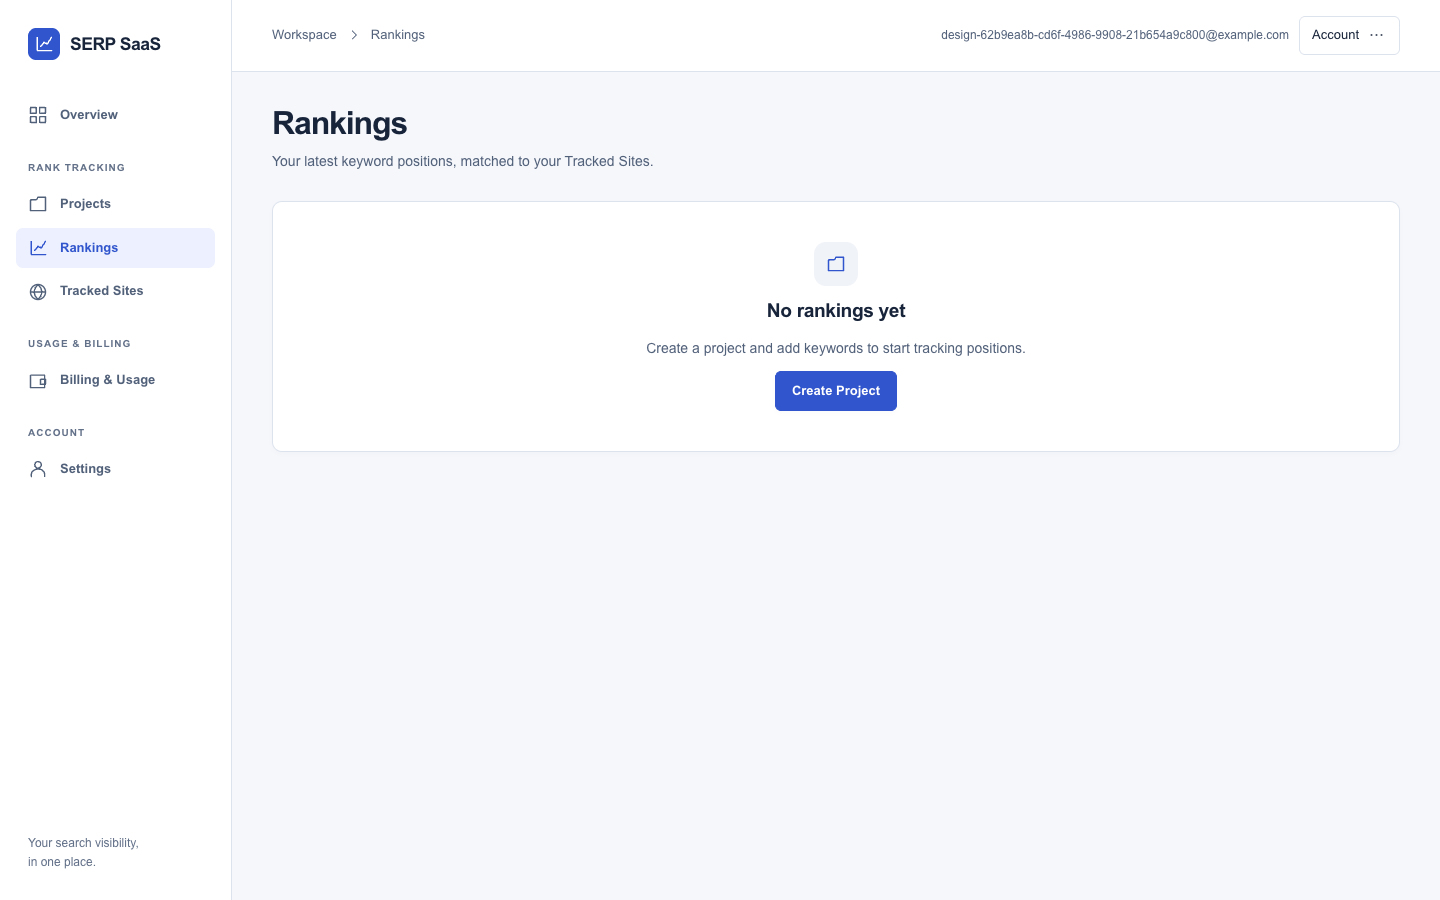 SERP SaaS
Overview
RANK TRACKING
Projects
Rankings
Tracked Sites
USAGE & BILLING
Billing & Usage
ACCOUNT
Settings
Your search visibility,
in one place.
Workspace > Rankings
design-62b9ea8b-cd6f-4986-9908-21b654a9c800@example.com
Account ···
Rankings
Your latest keyword positions, matched to your Tracked Sites.
No rankings yet
Create a project and add keywords to start tracking positions.
Create Project